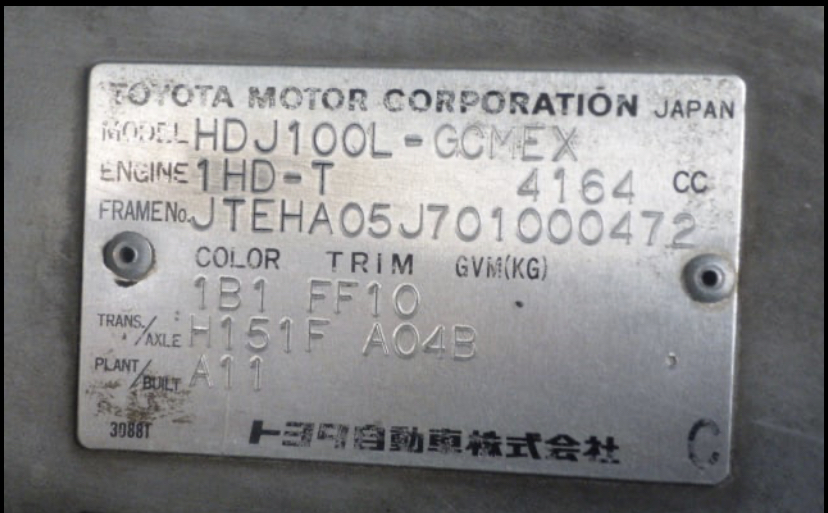 TOYOTA MOTOR CORPORATION JAPAN
MODEL HDJ100L-GCMEX
ENGINE 1HD-T 4164 CC
FRAME No. JTEHA05J701000472
COLOR TRIM GVM(KG)
1B1 FF10
TRANS./AXLE H151F A04B
PLANT/BUILT A11
3088T トヨタ自動車株式会社 C